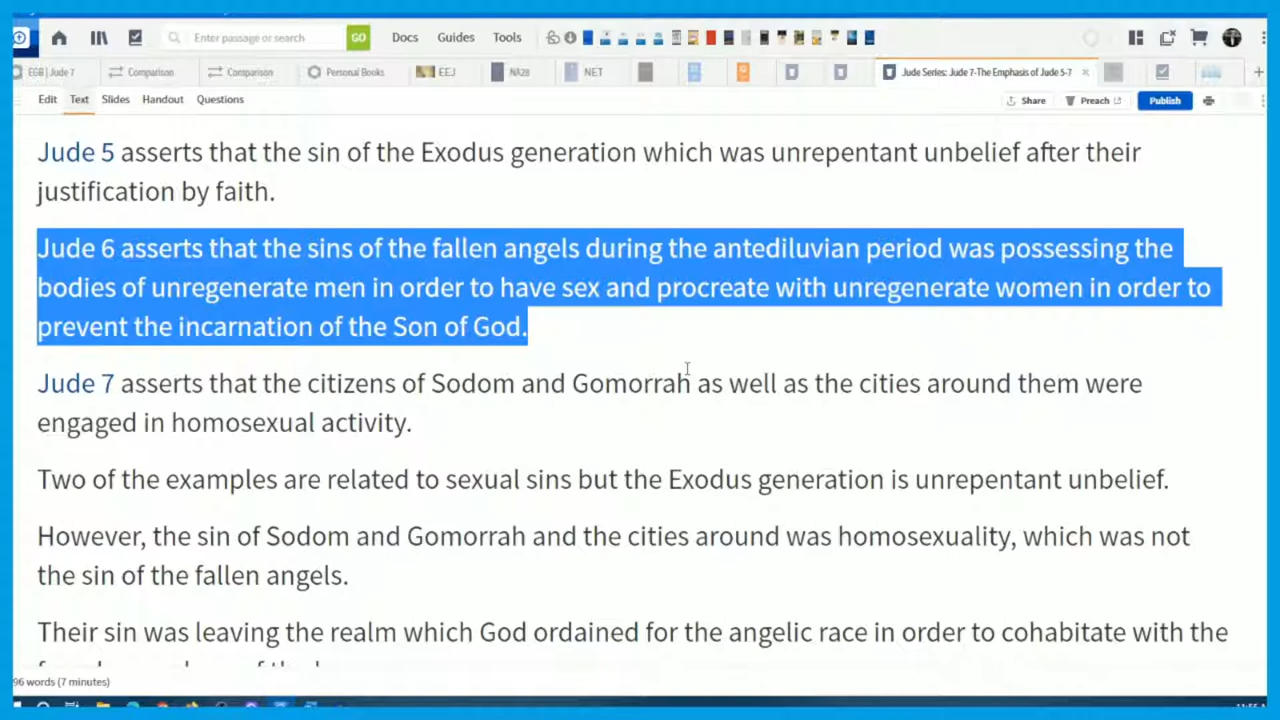 Enter passage or search
GO
Docs Guides Tools
EGB | Jude 7 Comparison Comparison Personal Books EEJ NA28 NET Jude Series: Jude 7-The Emphasis of Jude 5-7
Edit Text Slides Handout Questions Share Preach Publish
Jude 5 asserts that the sin of the Exodus generation which was unrepentant unbelief after their
justification by faith.
Jude 6 asserts that the sins of the fallen angels during the antediluvian period was possessing the
bodies of unregenerate men in order to have sex and procreate with unregenerate women in order to
prevent the incarnation of the Son of God.
Jude 7 asserts that the citizens of Sodom and Gomorrah as well as the cities around them were
engaged in homosexual activity.
Two of the examples are related to sexual sins but the Exodus generation is unrepentant unbelief.
However, the sin of Sodom and Gomorrah and the cities around was homosexuality, which was not
the sin of the fallen angels.
Their sin was leaving the realm which God ordained for the angelic race in order to cohabitate with the
96 words (7 minutes)